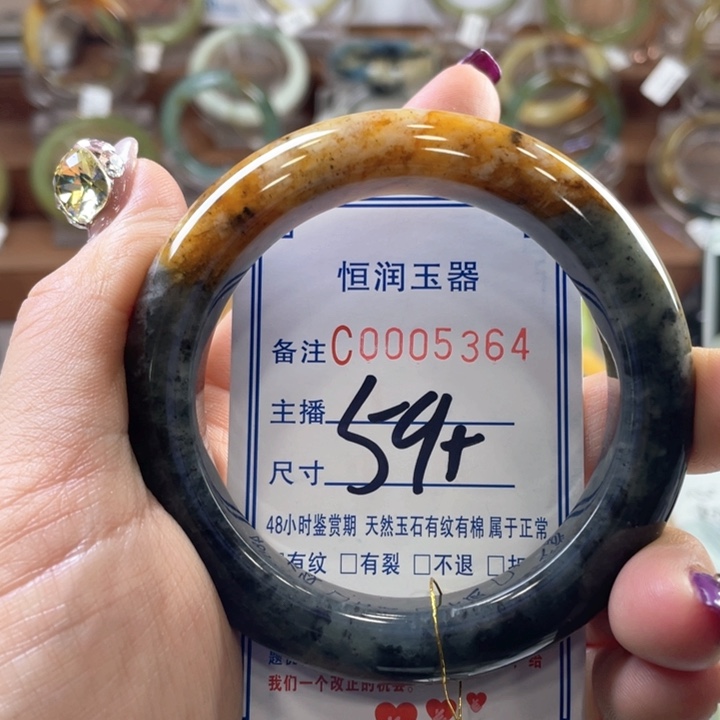 恒润玉器
备注C0005364
主播
尺寸 59+
48小时鉴赏期 天然玉石有纹有棉属于正常
有纹 □有裂 □不退 □
我们一个改正的机会。